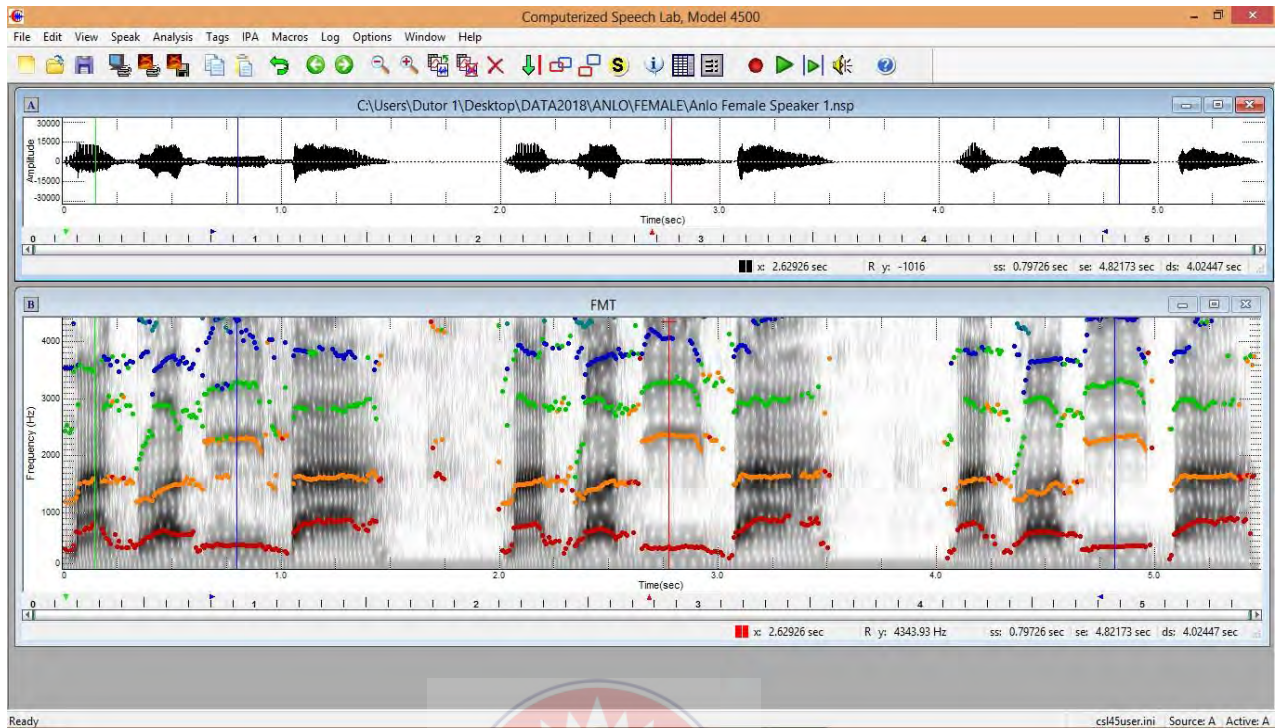 Computerized Speech Lab, Model 4500
File Edit View Speak Analysis Tags IPA Macros Log Options Window Help
A
C:\Users\Dutor 1\Desktop\DATA2018\ANLO\FEMALE\Anlo Female Speaker 1.nsp
30000
15000
0
-15000
-30000
Amplitude
0 1.0 2.0 3.0 4.0 5.0
Time(sec)
0 1 2 3 4 5
x: 2.62926 sec R y: -1016 ss: 0.79726 sec se: 4.82173 sec ds: 4.02447 sec
B
FMT
4000
3000
2000
1000
0
Frequency (Hz)
0 1.0 2.0 3.0 4.0 5.0
Time(sec)
0 1 2 3 4 5
x: 2.62926 sec R y: 4343.93 Hz ss: 0.79726 sec se: 4.82173 sec ds: 4.02447 sec
Ready csl45user.ini Source: A Active: A